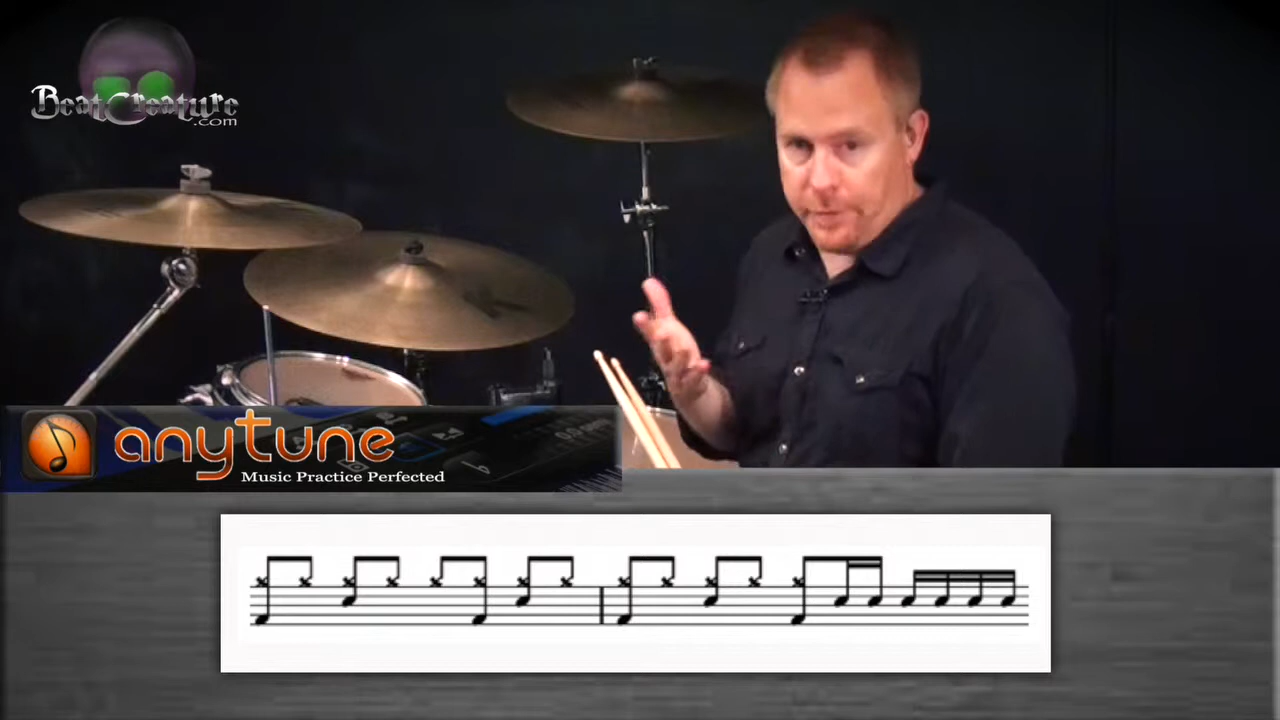 BeatCreature
.com
anytune
Music Practice Perfected